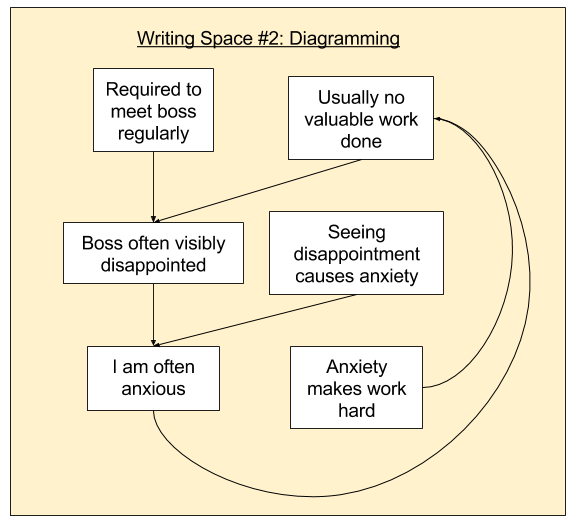 Writing Space #2: Diagramming
Required to
meet boss
regularly
Usually no
valuable work
done
Boss often visibly
disappointed
Seeing
disappointment
causes anxiety
I am often
anxious
Anxiety
makes work
hard